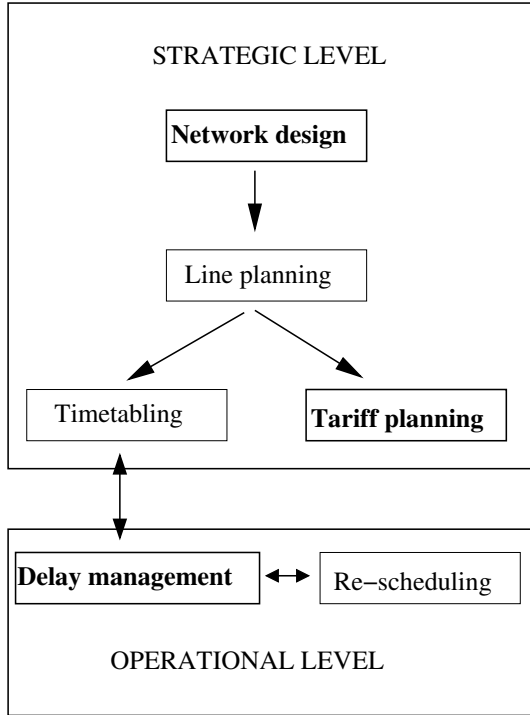 STRATEGIC LEVEL
Network design
Line planning
Timetabling
Tariff planning
Delay management
Re−scheduling
OPERATIONAL LEVEL